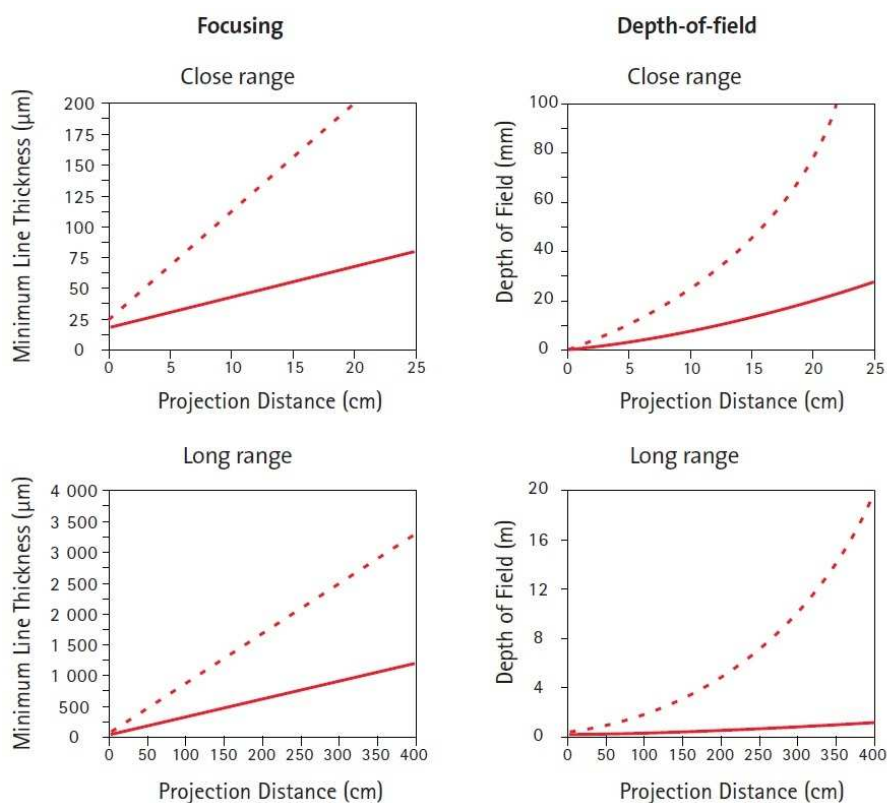 Focusing
Close range
Minimum Line Thickness (µm)
200
175
150
125
100
75
50
25
0
0 5 10 15 20 25
Projection Distance (cm)
Depth-of-field
Close range
Depth of Field (mm)
100
80
60
40
20
0
0 5 10 15 20 25
Projection Distance (cm)
Long range
Minimum Line Thickness (µm)
4 000
3 500
3 000
2 500
2 000
1 500
1 000
500
0
0 50 100 150 200 250 300 350 400
Projection Distance (cm)
Long range
Depth of Field (m)
20
16
12
8
4
0
0 50 100 150 200 250 300 350 400
Projection Distance (cm)